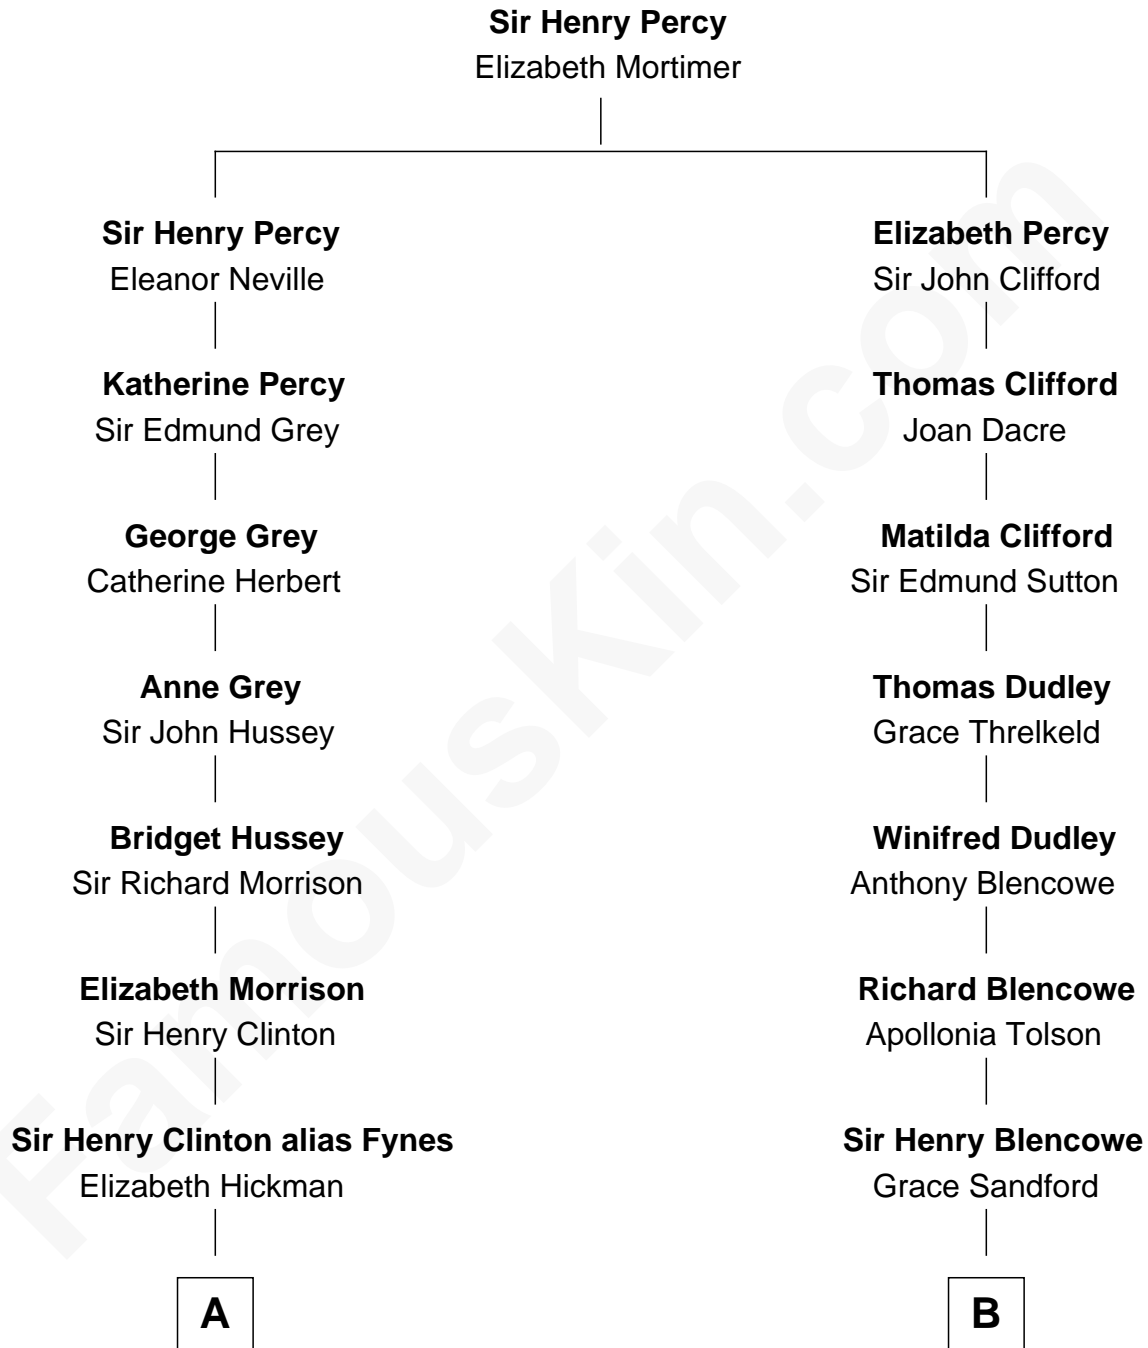 Sir Henry Percy
Elizabeth Mortimer
Sir Henry Percy
Eleanor Neville
Elizabeth Percy
Sir John Clifford
Katherine Percy
Sir Edmund Grey
Thomas Clifford
Joan Dacre
George Grey
Catherine Herbert
Matilda Clifford
Sir Edmund Sutton
Anne Grey
Sir John Hussey
Thomas Dudley
Grace Threlkeld
Bridget Hussey
Sir Richard Morrison
Winifred Dudley
Anthony Blencowe
Elizabeth Morrison
Sir Henry Clinton
Richard Blencowe
Apollonia Tolson
Sir Henry Clinton alias Fynes
Elizabeth Hickman
Sir Henry Blencowe
Grace Sandford
A
B
FamousKin.com